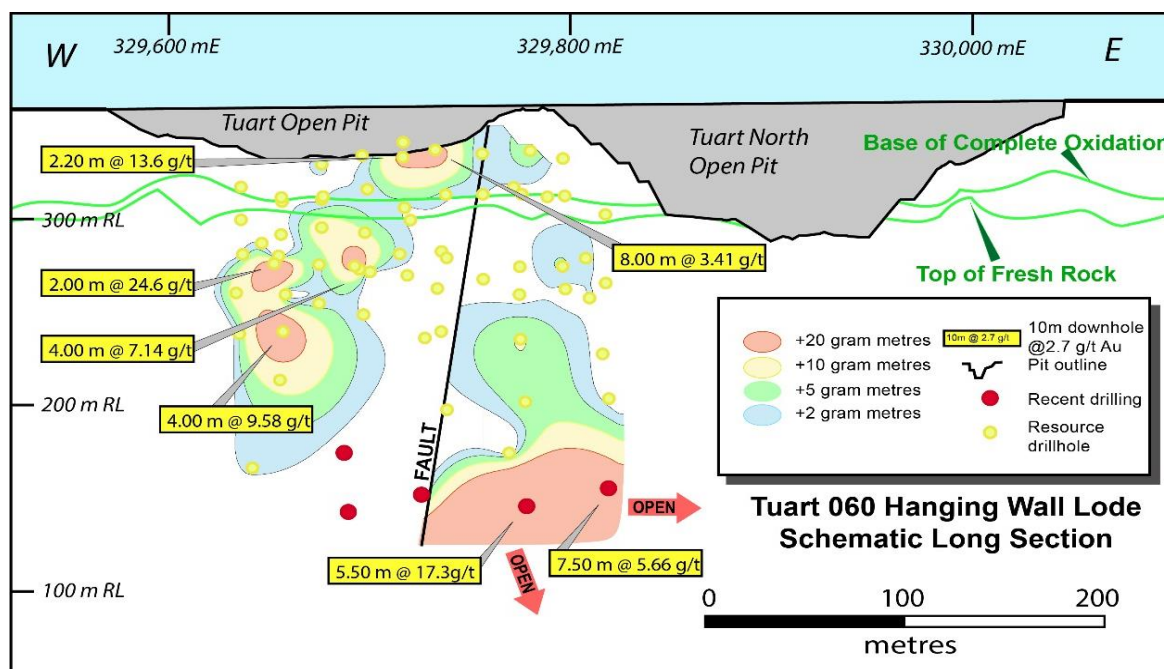 W
329,600 mE
329,800 mE
330,000 mE
E
Tuart Open Pit
Tuart North
Open Pit
Base of Complete Oxidation
2.20 m @ 13.6 g/t
300 m RL
8.00 m @ 3.41 g/t
Top of Fresh Rock
2.00 m @ 24.6 g/t
4.00 m @ 7.14 g/t
+20 gram metres
+10 gram metres
+5 gram metres
+2 gram metres
10m @ 2.7 g/t
10m downhole
@2.7 g/t Au
Pit outline
Recent drilling
Resource
drillhole
200 m RL
4.00 m @ 9.58 g/t
FAULT
OPEN
Tuart 060 Hanging Wall Lode
Schematic Long Section
5.50 m @ 17.3g/t
7.50 m @ 5.66 g/t
OPEN
100 m RL
0
100
200
metres